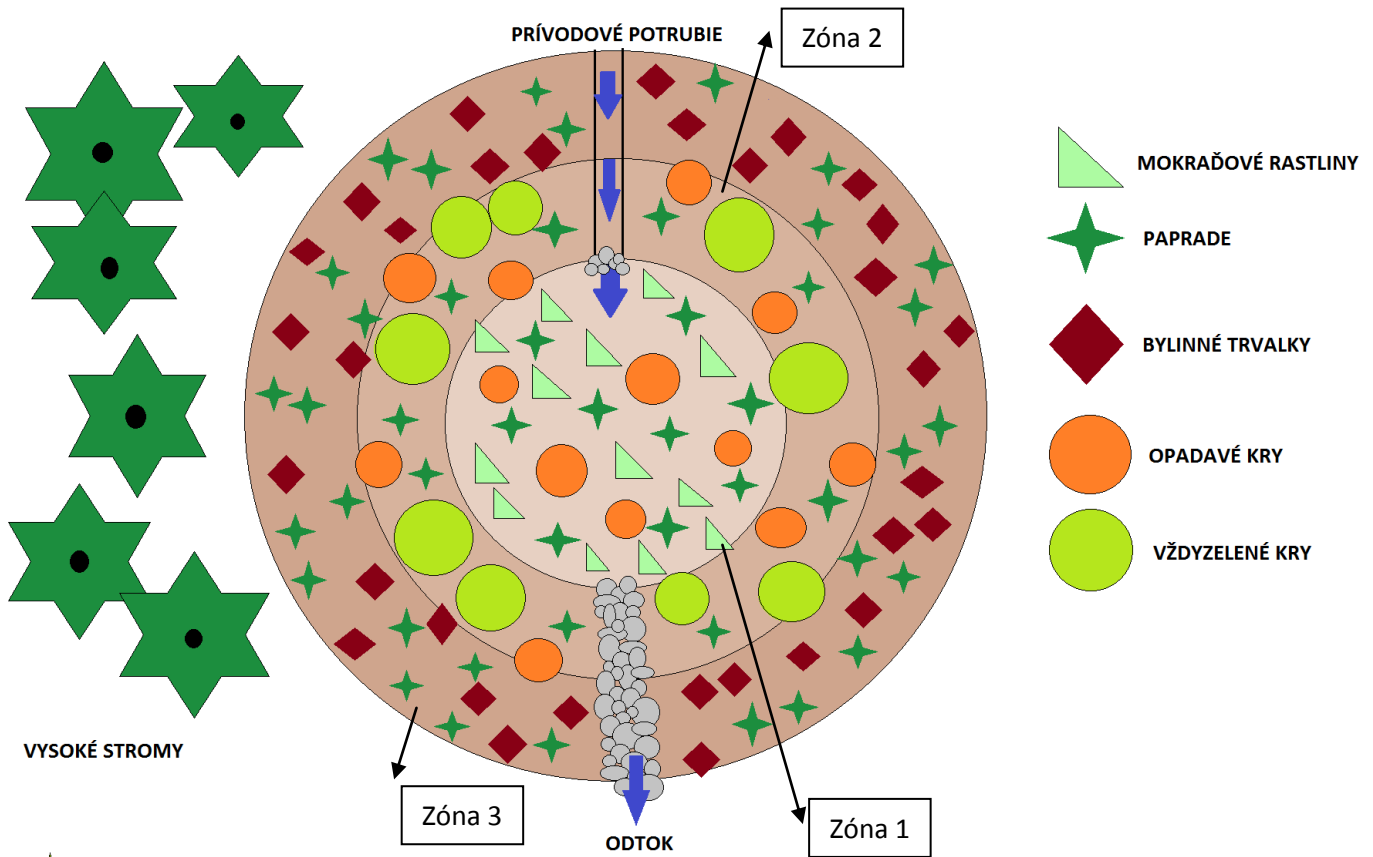 PRÍVODOVÉ POTRUBIE
Zóna 2
MOKRAĎOVÉ RASTLINY
PAPRADE
BYLINNÉ TRVALKY
OPADAVÉ KRY
VŽDYZELENÉ KRY
VYSOKÉ STROMY
Zóna 3
Zóna 1
ODTOK